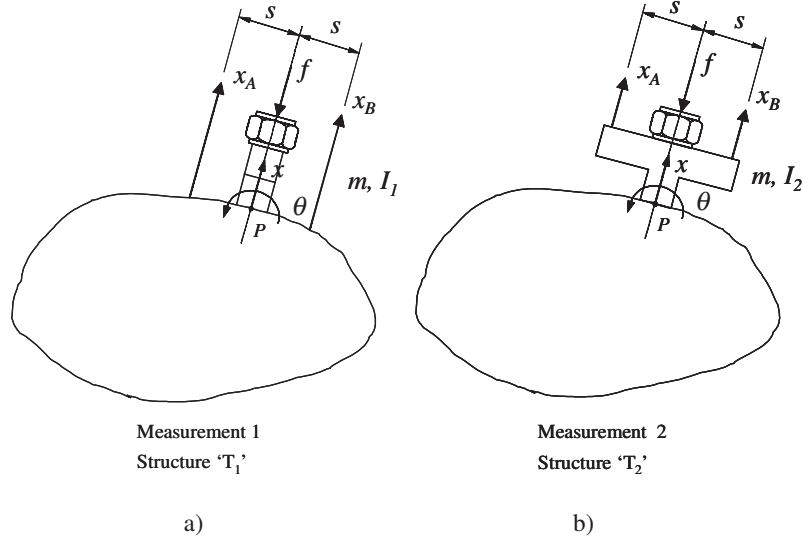 s
s
x_A
f
x_B
x
m, I_1
θ
P
Measurement 1
Structure ‘T_1’
a)
s
s
x_A
f
x_B
x
m, I_2
θ
P
Measurement 2
Structure ‘T_2’
b)